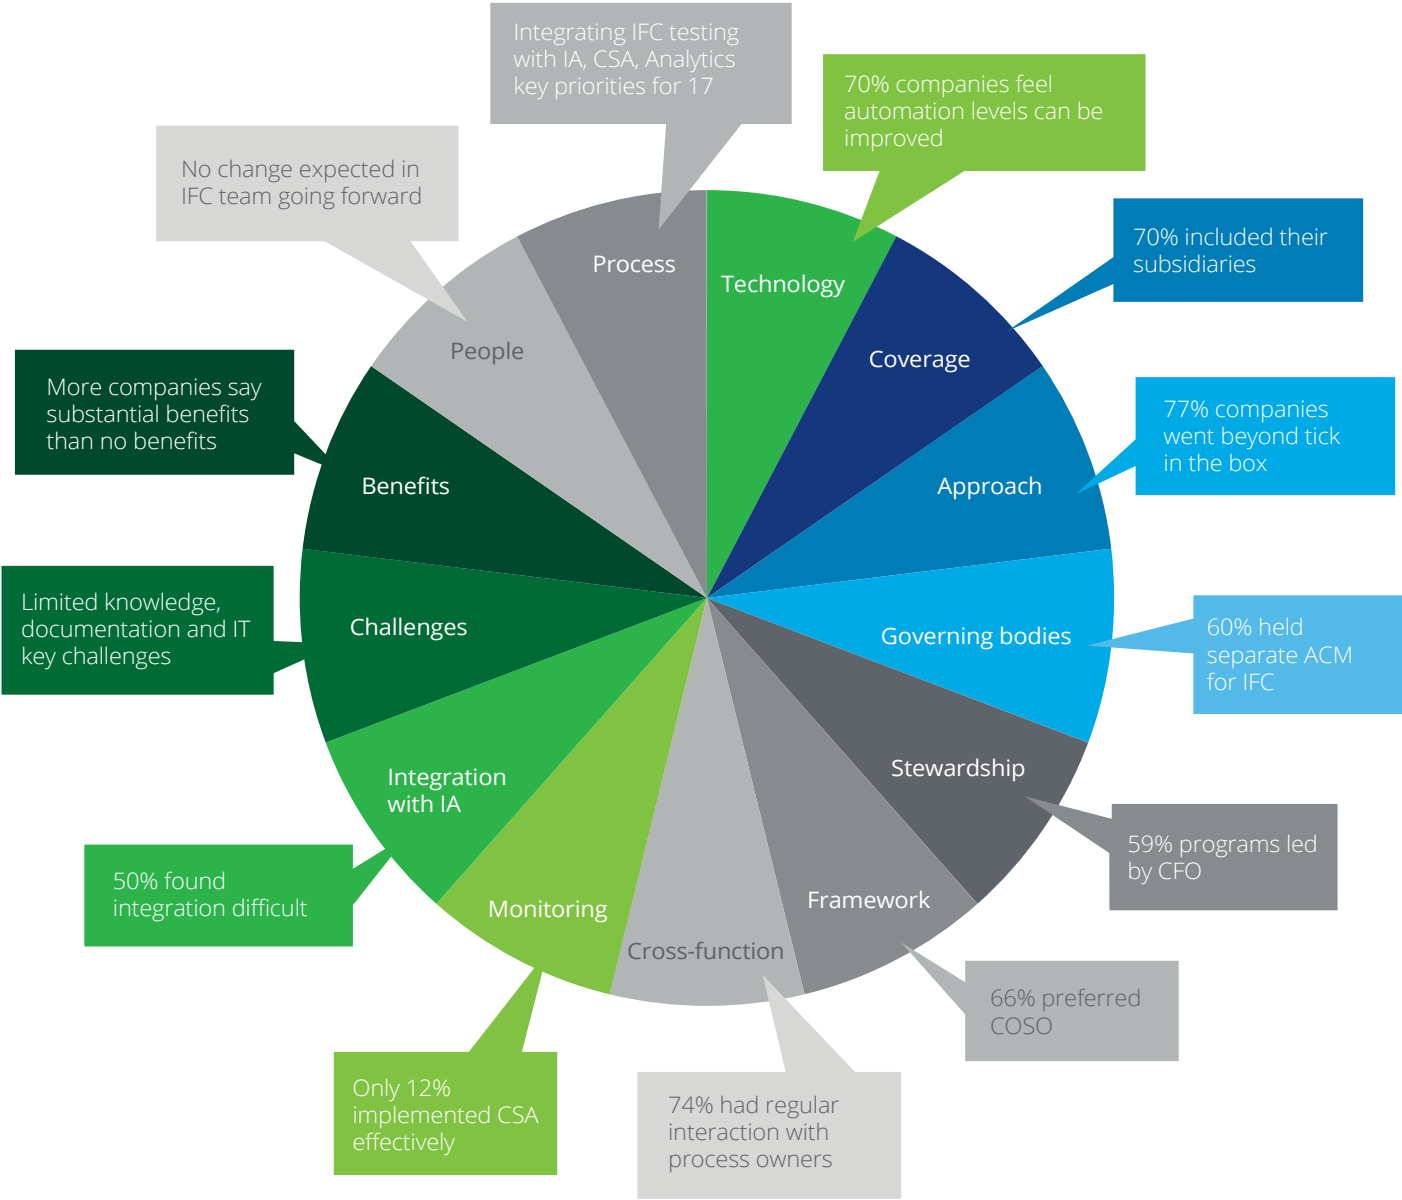 Integrating IFC testing
with IA, CSA, Analytics
key priorities for 17
70% companies feel
automation levels can be
improved
No change expected in
IFC team going forward
70% included their
subsidiaries
Process
Technology
People
Coverage
More companies say
substantial benefits
than no benefits
77% companies
went beyond tick
in the box
Benefits
Approach
Limited knowledge,
documentation and IT
key challenges
Challenges
Governing bodies
60% held
separate ACM
for IFC
Integration
with IA
Stewardship
59% programs led
by CFO
50% found
integration difficult
Monitoring
Framework
Cross-function
66% preferred
COSO
Only 12%
implemented CSA
effectively
74% had regular
interaction with
process owners